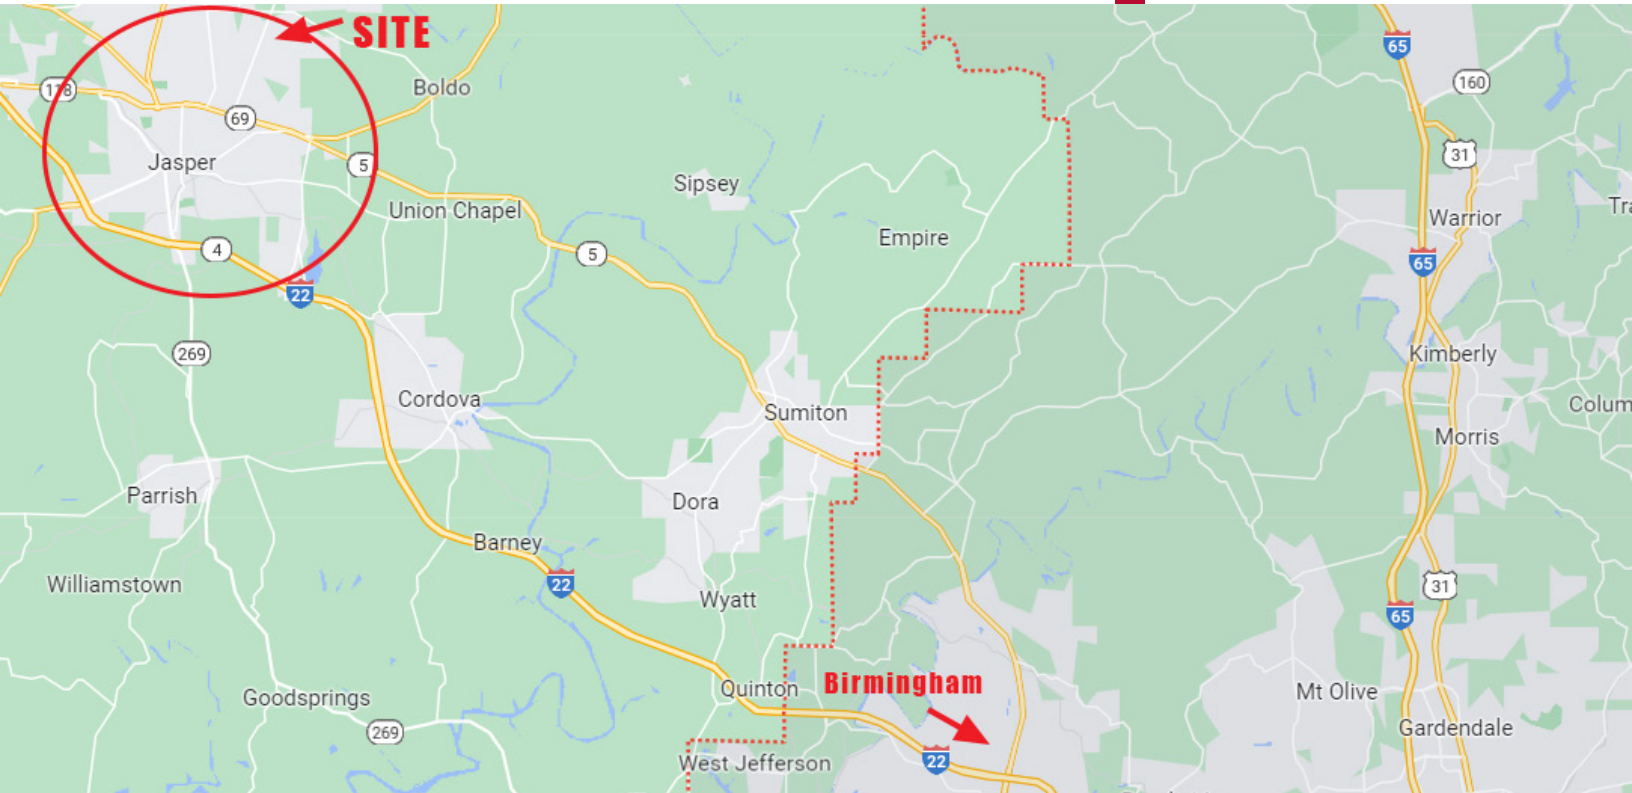 SITE
65
160
Boldo
118
69
31
Jasper
5
Sipsey
Union Chapel
Warrior
Empire
4
5
65
22
269
Kimberly
Cordova
Sumiton
Colum
Morris
Parrish
Dora
Barney
Williamstown
22
Wyatt
31
65
Quinton
Birmingham
Mt Olive
Goodsprings
Gardendale
269
West Jefferson
22